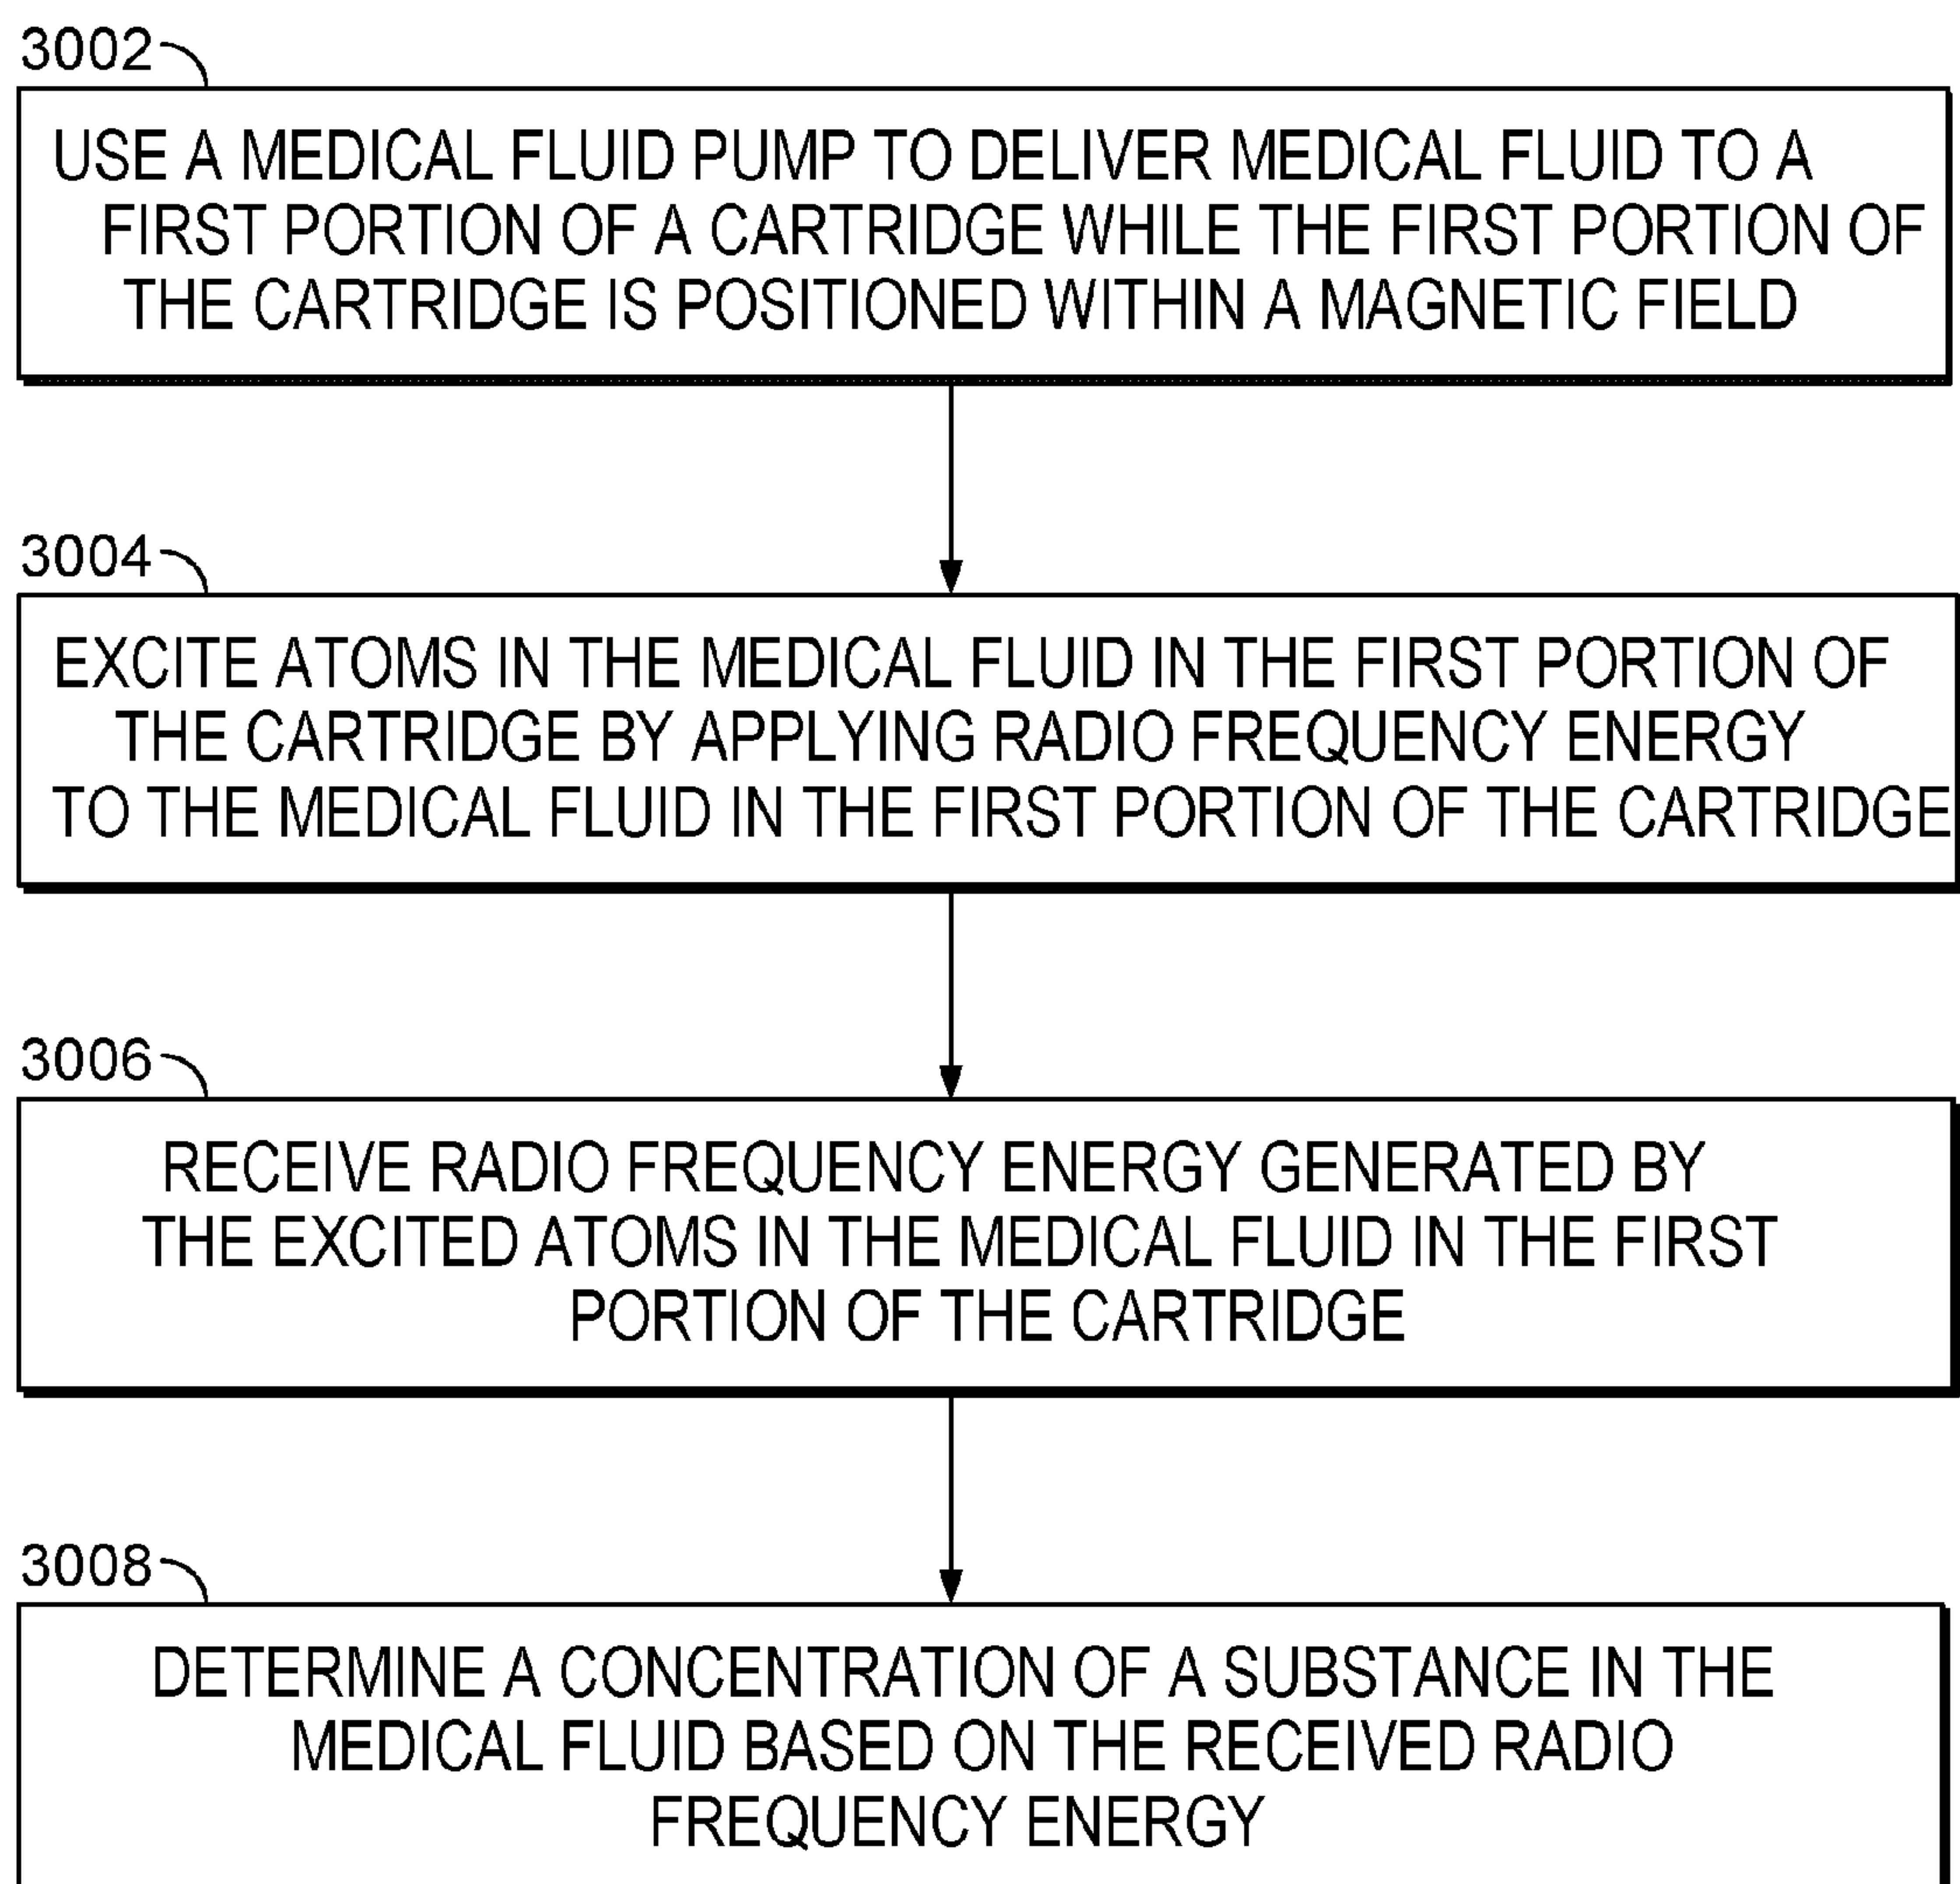 3002
USE A MEDICAL FLUID PUMP TO DELIVER MEDICAL FLUID TO A
FIRST PORTION OF A CARTRIDGE WHILE THE FIRST PORTION OF
THE CARTRIDGE IS POSITIONED WITHIN A MAGNETIC FIELD
3004
EXCITE ATOMS IN THE MEDICAL FLUID IN THE FIRST PORTION OF
THE CARTRIDGE BY APPLYING RADIO FREQUENCY ENERGY
TO THE MEDICAL FLUID IN THE FIRST PORTION OF THE CARTRIDGE
3006
RECEIVE RADIO FREQUENCY ENERGY GENERATED BY
THE EXCITED ATOMS IN THE MEDICAL FLUID IN THE FIRST
PORTION OF THE CARTRIDGE
3008
DETERMINE A CONCENTRATION OF A SUBSTANCE IN THE
MEDICAL FLUID BASED ON THE RECEIVED RADIO
FREQUENCY ENERGY